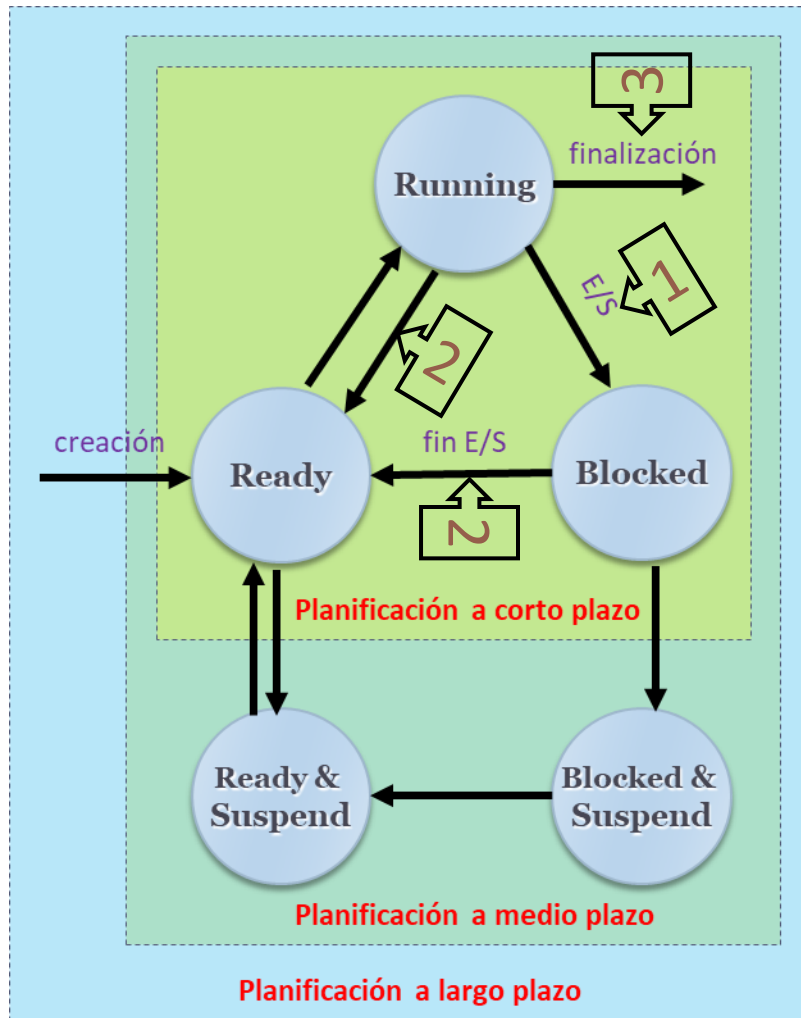 3
finalización
Running
1
E/S
2
creación
Ready
fin E/S
Blocked
2
Planificación a corto plazo
Ready &
Suspend
Blocked &
Suspend
Planificación a medio plazo
Planificación a largo plazo